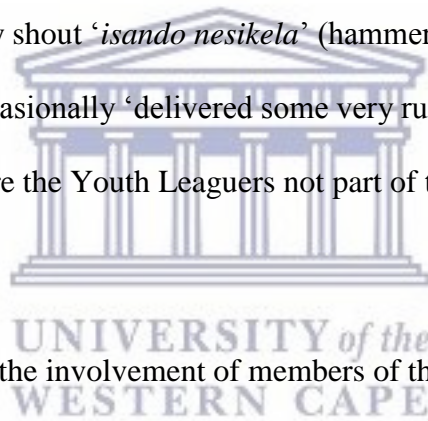 y shout ‘isando nesikela’ (hammer
asionally ‘delivered some very ru
e the Youth Leaguers not part of t
UNIVERSITY of the
the involvement of members of th
WESTERN CAPE